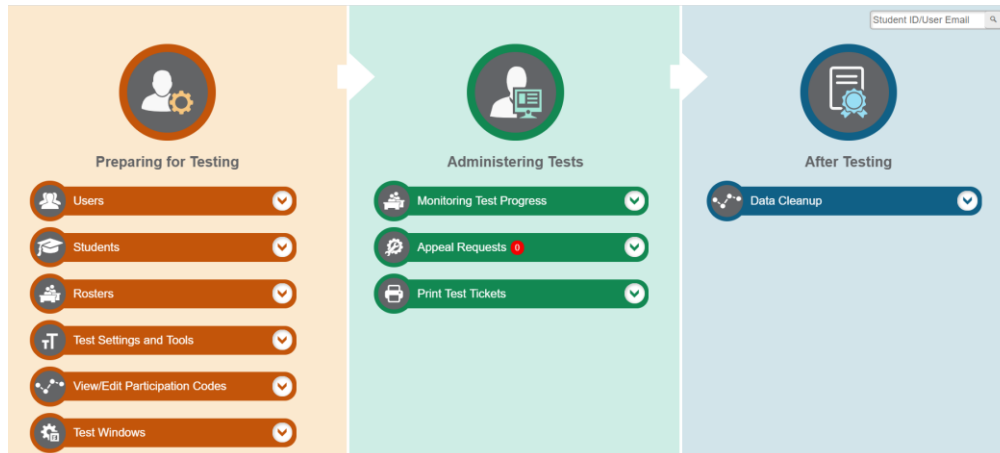 Student ID/User Email
Preparing for Testing
Users
Students
Rosters
Test Settings and Tools
View/Edit Participation Codes
Test Windows
Administering Tests
Monitoring Test Progress
Appeal Requests 0
Print Test Tickets
After Testing
Data Cleanup